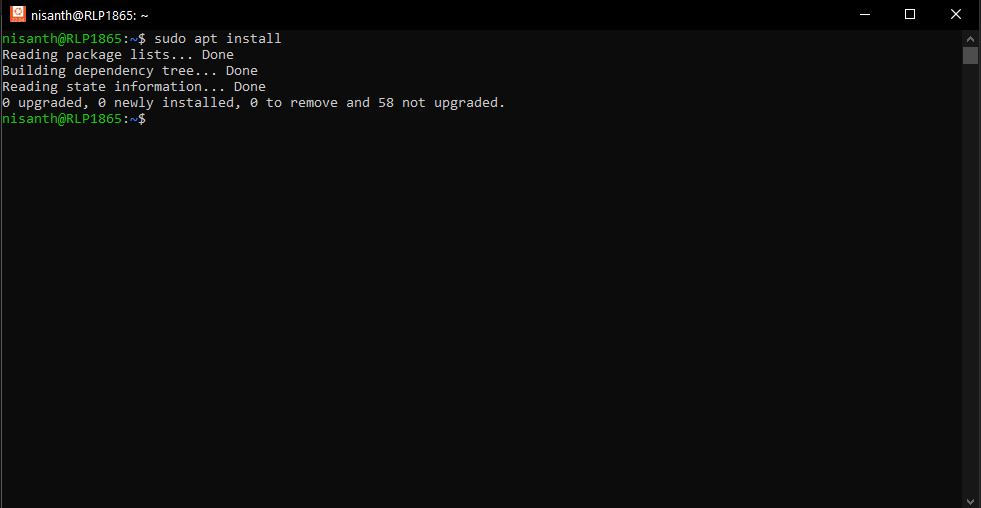 nisanth@RLP1865: ~
nisanth@RLP1865:~$ sudo apt install
Reading package lists... Done
Building dependency tree... Done
Reading state information... Done
0 upgraded, 0 newly installed, 0 to remove and 58 not upgraded.
nisanth@RLP1865:~$